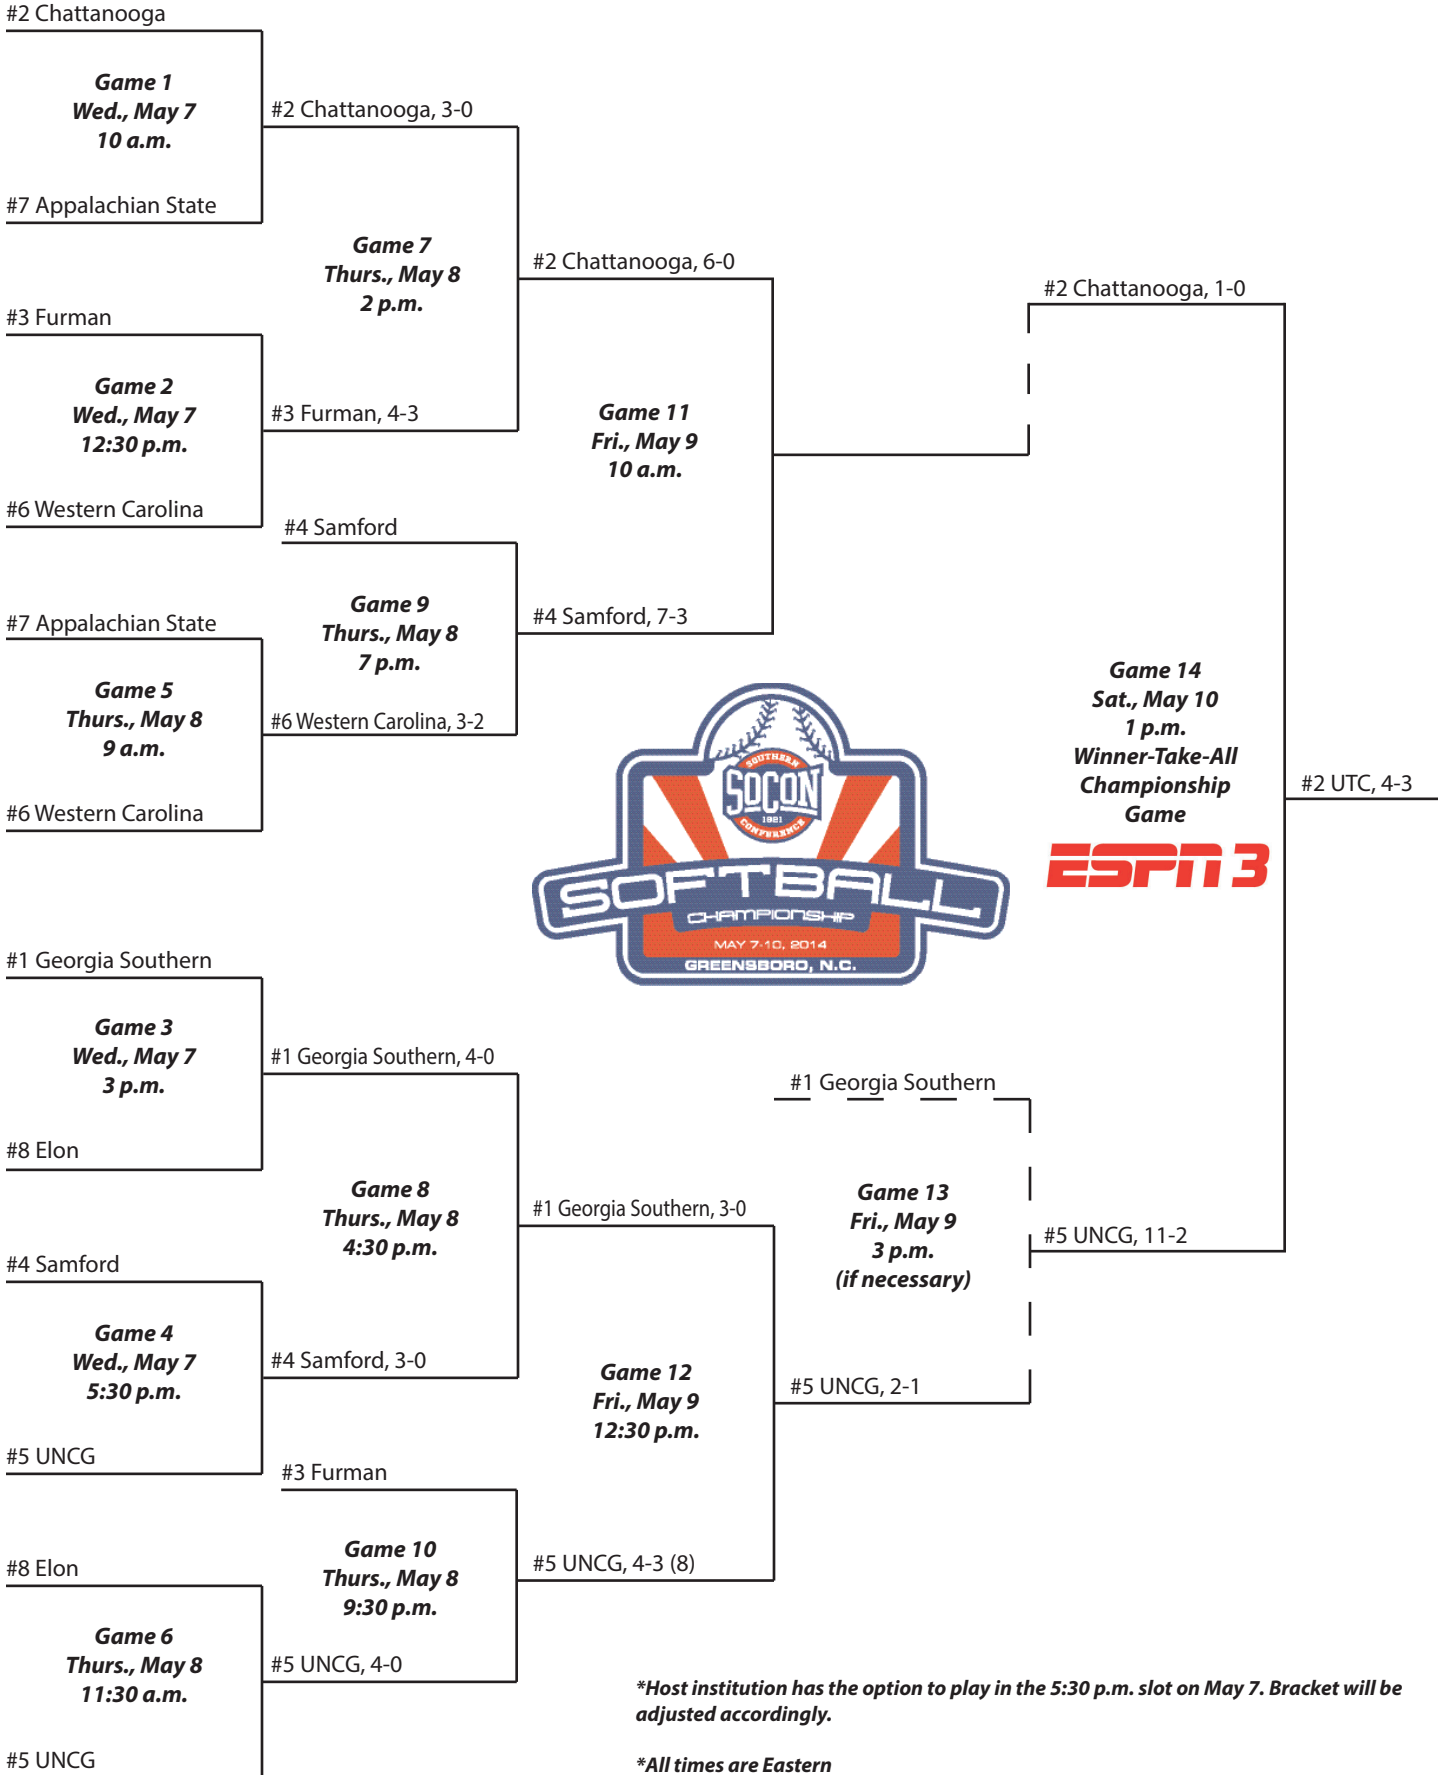 #2 Chattanooga
Game 1
Wed., May 7
10 a.m.
#2 Chattanooga, 3-0
#7 Appalachian State
Game 7
Thurs., May 8
2 p.m.
#2 Chattanooga, 6-0
#2 Chattanooga, 1-0
#3 Furman
Game 2
Wed., May 7
12:30 p.m.
#3 Furman, 4-3
Game 11
Fri., May 9
10 a.m.
#6 Western Carolina
#4 Samford
Game 9
Thurs., May 8
7 p.m.
#4 Samford, 7-3
#7 Appalachian State
Game 5
Thurs., May 8
9 a.m.
#6 Western Carolina, 3-2
#6 Western Carolina
Game 14
Sat., May 10
1 p.m.
Winner-Take-All
Championship
Game
ESPN 3
#2 UTC, 4-3
SOUTHERN
SOCON
1921
CONFERENCE
SOFTBALL
CHAMPIONSHIP
MAY 7-10, 2014
GREENSBORO, N.C.
#1 Georgia Southern
Game 3
Wed., May 7
3 p.m.
#1 Georgia Southern, 4-0
#8 Elon
#1 Georgia Southern
Game 8
Thurs., May 8
4:30 p.m.
#1 Georgia Southern, 3-0
Game 13
Fri., May 9
3 p.m.
(if necessary)
#5 UNCG, 11-2
#4 Samford
Game 4
Wed., May 7
5:30 p.m.
#4 Samford, 3-0
Game 12
Fri., May 9
12:30 p.m.
#5 UNCG, 2-1
#5 UNCG
#3 Furman
Game 10
Thurs., May 8
9:30 p.m.
#5 UNCG, 4-3 (8)
#8 Elon
Game 6
Thurs., May 8
11:30 a.m.
#5 UNCG, 4-0
#5 UNCG
*Host institution has the option to play in the 5:30 p.m. slot on May 7. Bracket will be
adjusted accordingly.
*All times are Eastern